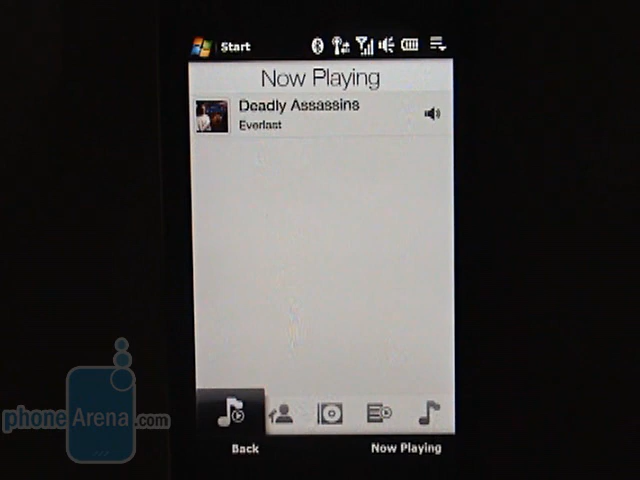 Start
Now Playing
Deadly Assassins
Everlast
phoneArena.com
Back
Now Playing